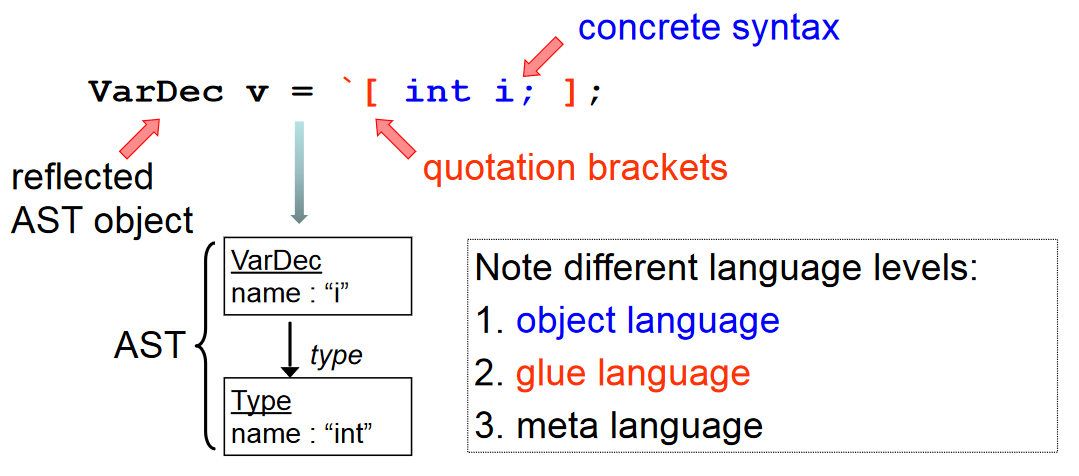 concrete syntax
VarDec v = `[ int i; ];
reflected
AST object
quotation brackets
VarDec
name : “i”
AST
type
Type
name : “int”
Note different language levels:
1. object language
2. glue language
3. meta language